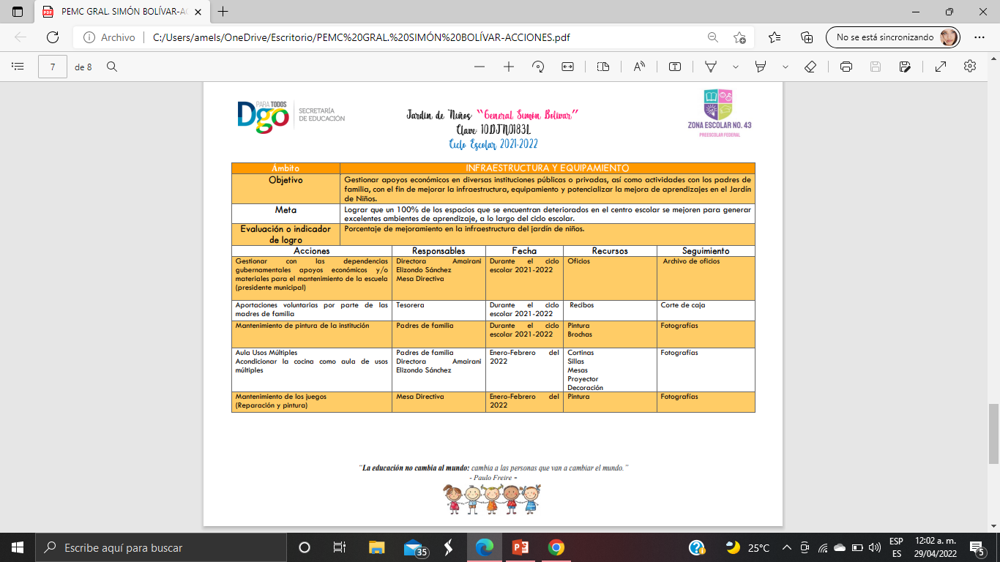 PEMC GRAL. SIMÓN BOLÍVAR-AC
Archivo
C:/Users/amels/OneDrive/Escritorio/PEMC%20GRAL.%20SIMÓN%20BOLÍVAR-ACCIONES.pdf
No se está sincronizando
7 de 8
PARA TODOS
Dgo
SECRETARÍA
DE EDUCACIÓN
Jardín de Niños "General Simón Bolívar"
Clave 10DJN0183L
Ciclo Escolar 2021-2022
ZONA ESCOLAR NO. 43
PREESCOLAR FEDERAL
Ámbito INFRAESTRUCTURA Y EQUIPAMIENTO
Objetivo
Gestionar apoyos económicos en diversas instituciones públicas o privadas, así como actividades con los padres de
familia, con el fin de mejorar la infraestructura, equipamiento y potencializar la mejora de aprendizajes en el Jardín
de Niños.
Meta
Lograr que un 100% de los espacios que se encuentran deteriorados en el centro escolar se mejoren para generar
excelentes ambientes de aprendizaje, a lo largo del ciclo escolar.
Evaluación o indicador
de logro
Porcentaje de mejoramiento en la infraestructura del jardín de niños.
Acciones Responsables Fecha Recursos Seguimiento
Gestionar con las dependencias
gubernamentales apoyos económicos y/o
materiales para el mantenimiento de la escuela
(presidente municipal)
Directora Amairani
Elizondo Sánchez
Mesa Directiva
Durante el ciclo
escolar 2021-2022
Oficios
Archivo de oficios
Aportaciones voluntarias por parte de las
madres de familia
Tesorera
Durante el ciclo
escolar 2021-2022
Recibos
Corte de caja
Mantenimiento de pintura de la institución
Padres de familia
Durante el ciclo
escolar 2021-2022
Pintura
Brochas
Fotografías
Aula Usos Múltiples
Acondicionar la cocina como aula de usos
múltiples
Padres de familia
Directora Amairani
Elizondo Sánchez
Enero-Febrero del
2022
Cortinas
Sillas
Mesas
Proyector
Decoración
Fotografías
Mantenimiento de los juegos
(Reparación y pintura)
Mesa Directiva
Enero-Febrero del
2022
Pintura
Fotografías
"La educación no cambia al mundo: cambia a las personas que van a cambiar el mundo."
- Paulo Freire -
Escribe aquí para buscar
35
25°C
ESP
ES
12:02 a. m.
29/04/2022
5